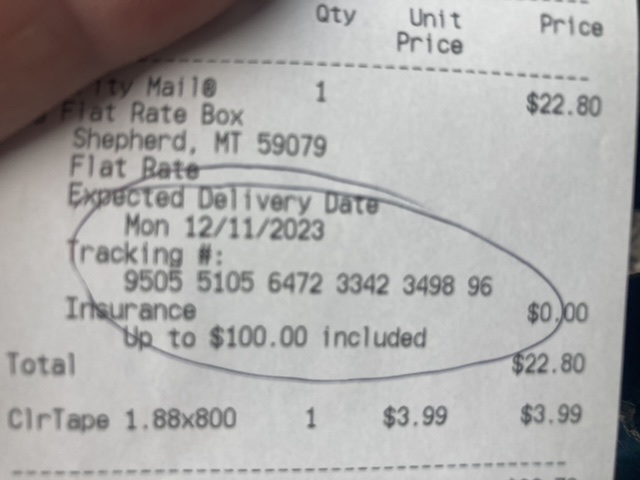 Qty Unit Price
Price
ity Mail® 1 $22.80
Flat Rate Box
Shepherd, MT 59079
Flat Rate
Expected Delivery Date
Mon 12/11/2023
Tracking #:
9505 5105 6472 3342 3498 96
Insurance $0.00
Up to $100.00 included
Total $22.80
ClrTape 1.88x800 1 $3.99 $3.99